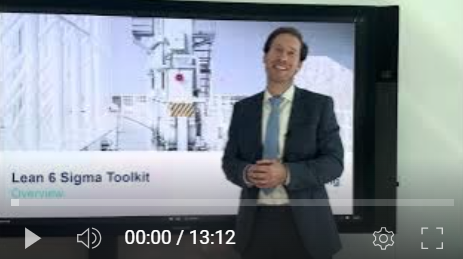 Lean 6 Sigma Toolkit
Overview
00:00 / 13:12